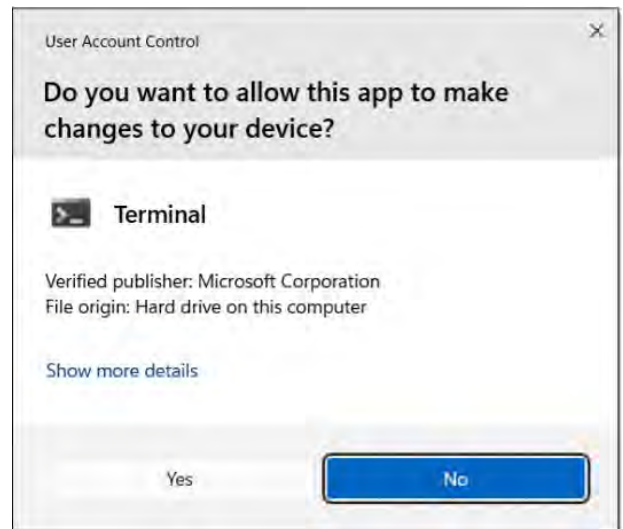 User Account Control
Do you want to allow this app to make
changes to your device?
Terminal
Verified publisher: Microsoft Corporation
File origin: Hard drive on this computer
Show more details
Yes
No